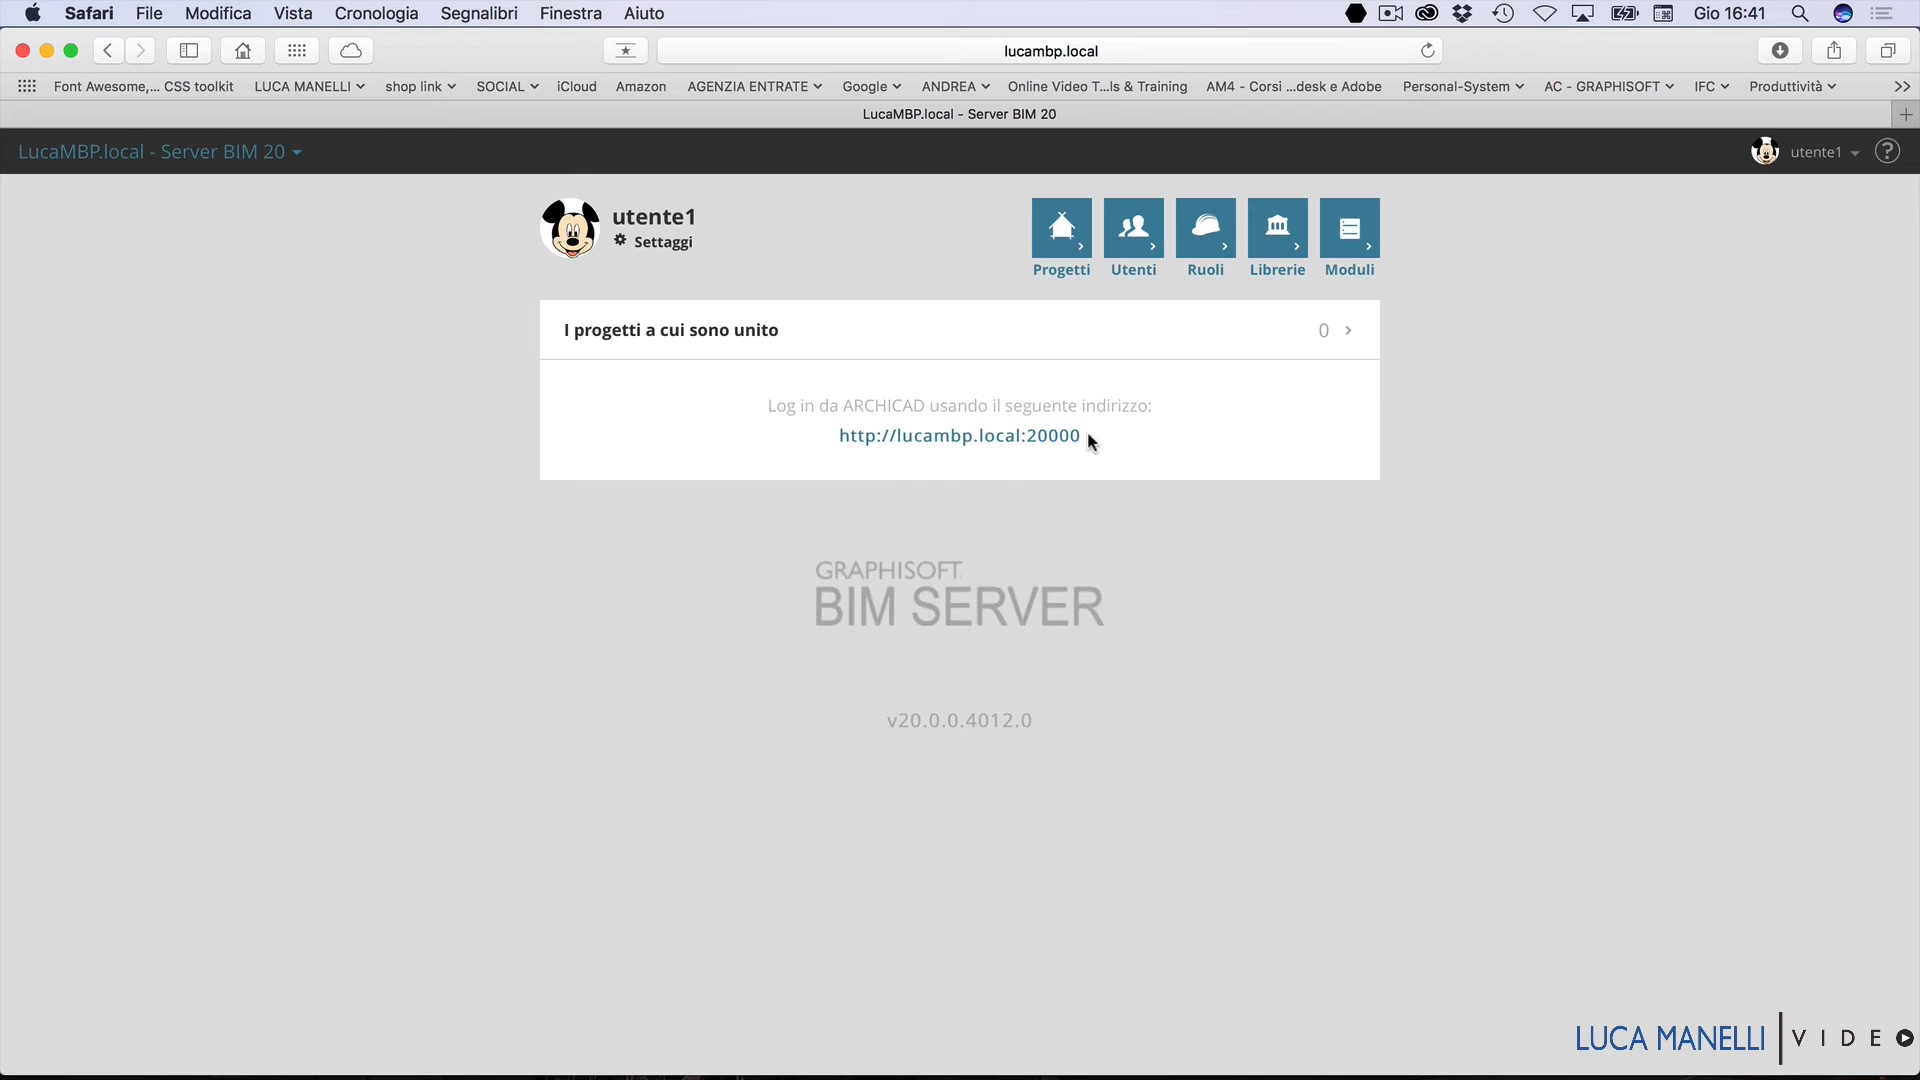 Safari File Modifica Vista Cronologia Segnalibri Finestra Aiuto Gio 16:41
lucambp.local
Font Awesome,... CSS toolkit LUCA MANELLI shop link SOCIAL iCloud Amazon AGENZIA ENTRATE Google ANDREA Online Video T...ls & Training AM4 - Corsi ...desk e Adobe Personal-System AC - GRAPHISOFT IFC Produttività
LucaMBP.local - Server BIM 20
LucaMBP.local - Server BIM 20 utente1 ?
utente1
Settaggi
Progetti Utenti Ruoli Librerie Moduli
I progetti a cui sono unito 0
Log in da ARCHICAD usando il seguente indirizzo:
http://lucambp.local:20000
GRAPHISOFT
BIM SERVER
v20.0.0.4012.0
LUCA MANELLI VIDEO